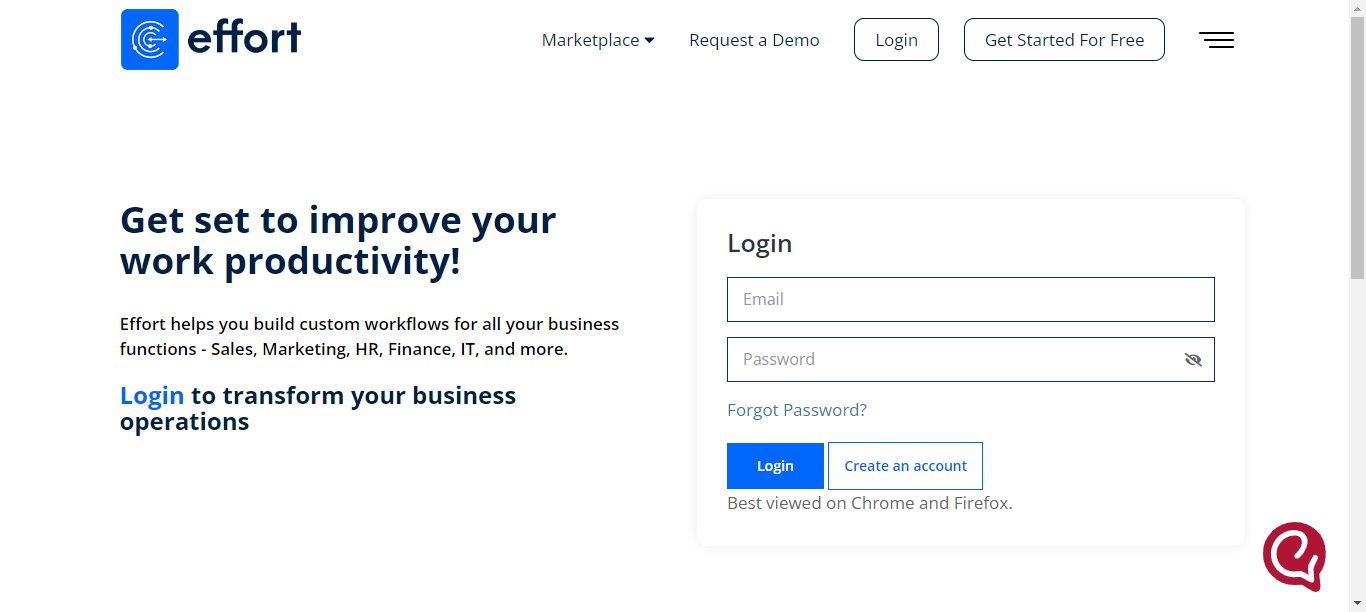 effort
Marketplace
Request a Demo
Login
Get Started For Free
Get set to improve your
work productivity!
Effort helps you build custom workflows for all your business
functions - Sales, Marketing, HR, Finance, IT, and more.
Login to transform your business
operations
Login
Email
Password
Forgot Password?
Login
Create an account
Best viewed on Chrome and Firefox.